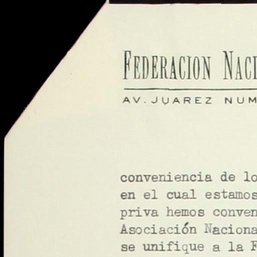 FEDERACION NACI
AV. JUAREZ NUM
conveniencia de lo
en el cual estamos
priva hemos conven
Asociación Naciona
se unifique a la F